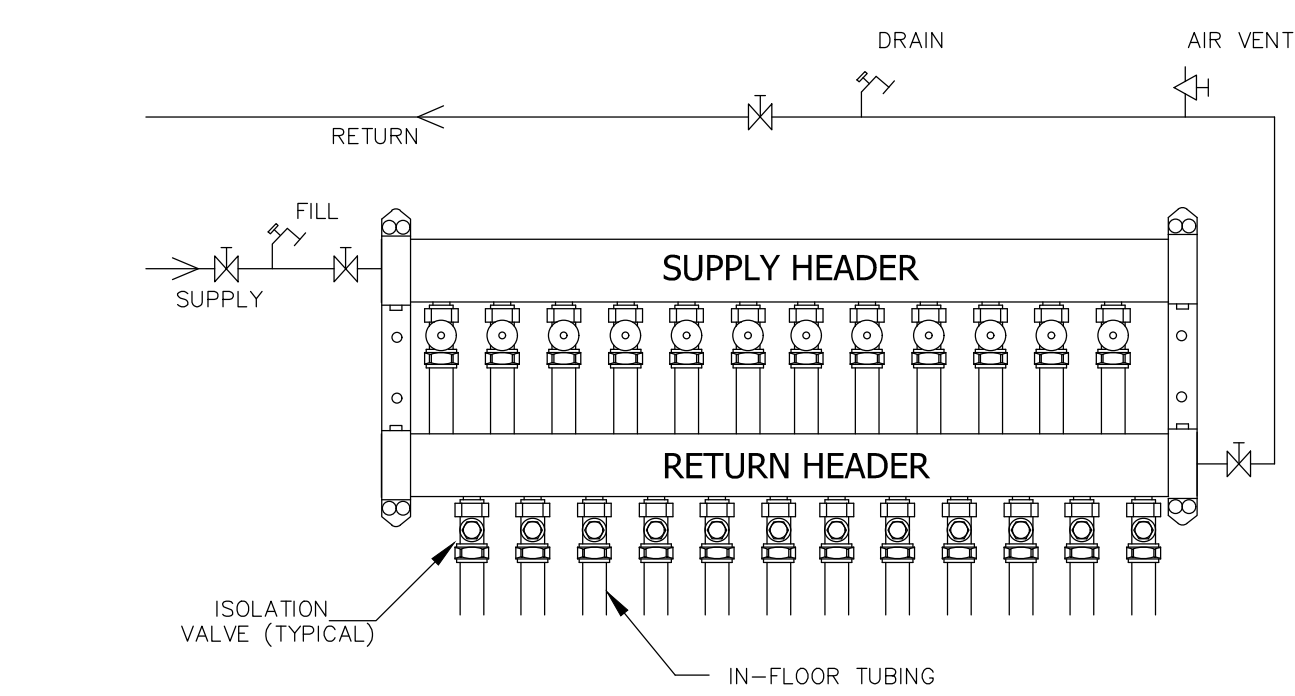 DRAIN
AIR VENT
RETURN
FILL
SUPPLY
SUPPLY HEADER
RETURN HEADER
ISOLATION
VALVE (TYPICAL)
IN-FLOOR TUBING